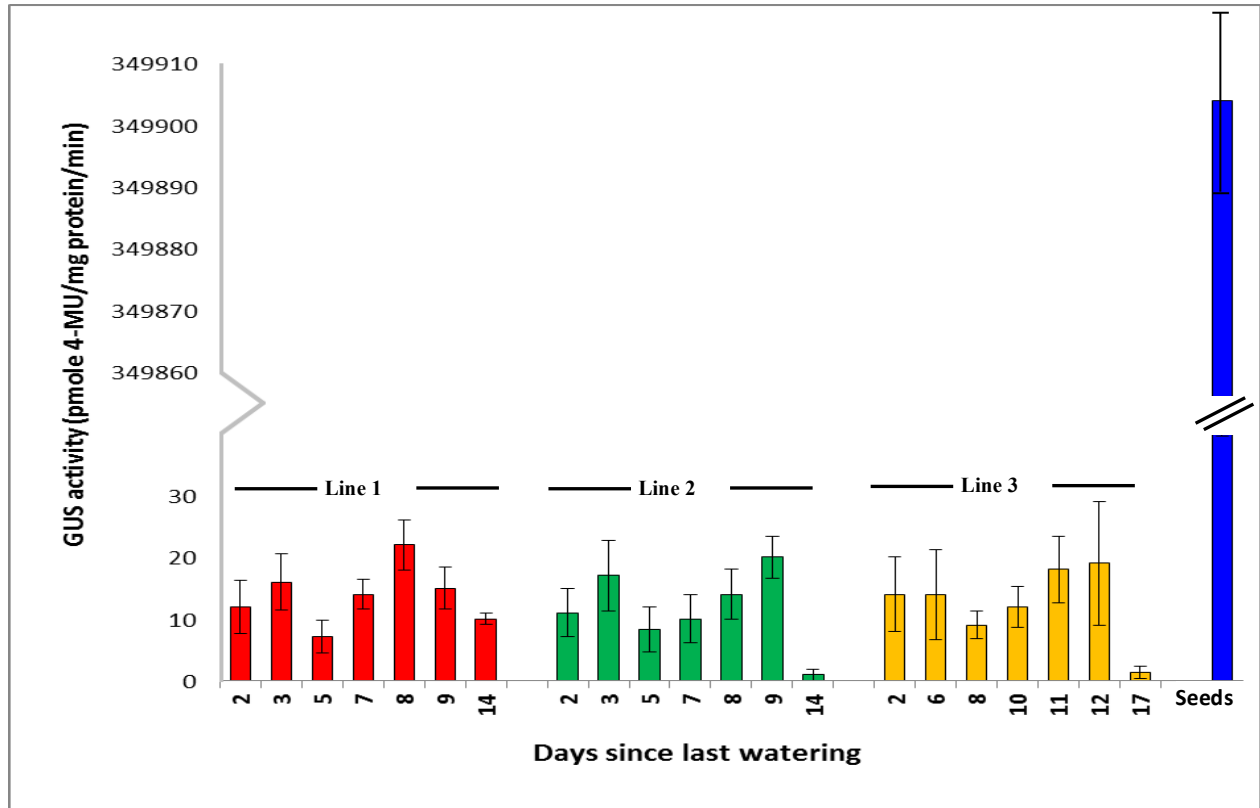 GUS activity (pmole 4-MU/mg protein/min)
349910
349900
349890
349880
349870
349860
30
20
10
0
Line 1
Line 2
Line 3
2 3 5 7 8 9 14 2 3 5 7 8 9 14 2 6 8 10 11 12 17 Seeds
Days since last watering